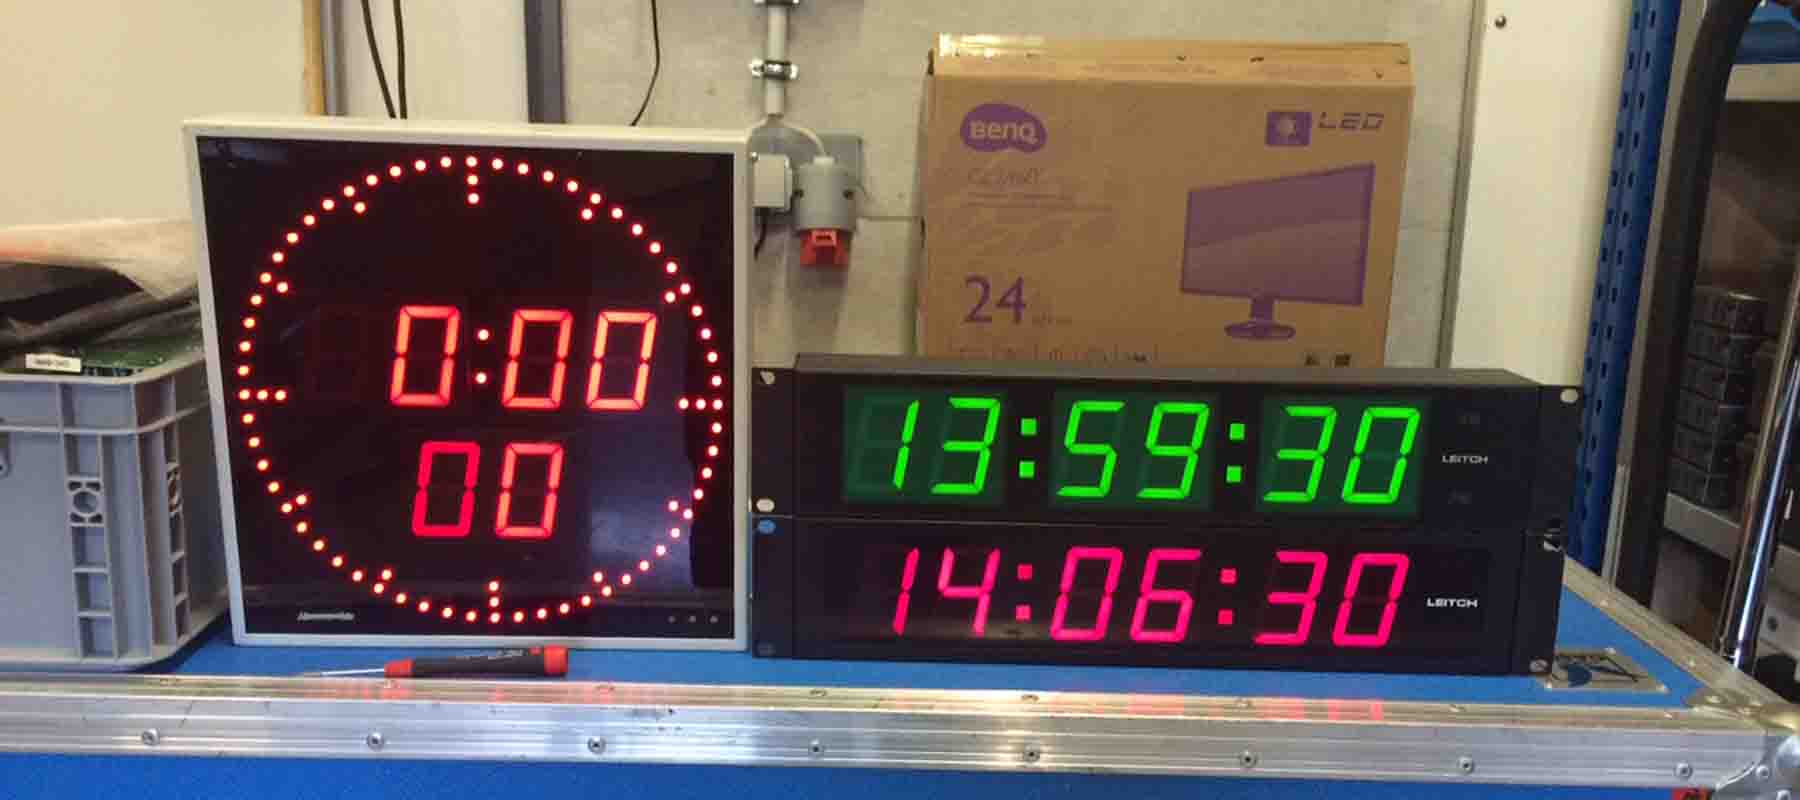 BenQ
LED
24
0:00
00
13:59:30
LEITCH
14:06:30
LEITCH